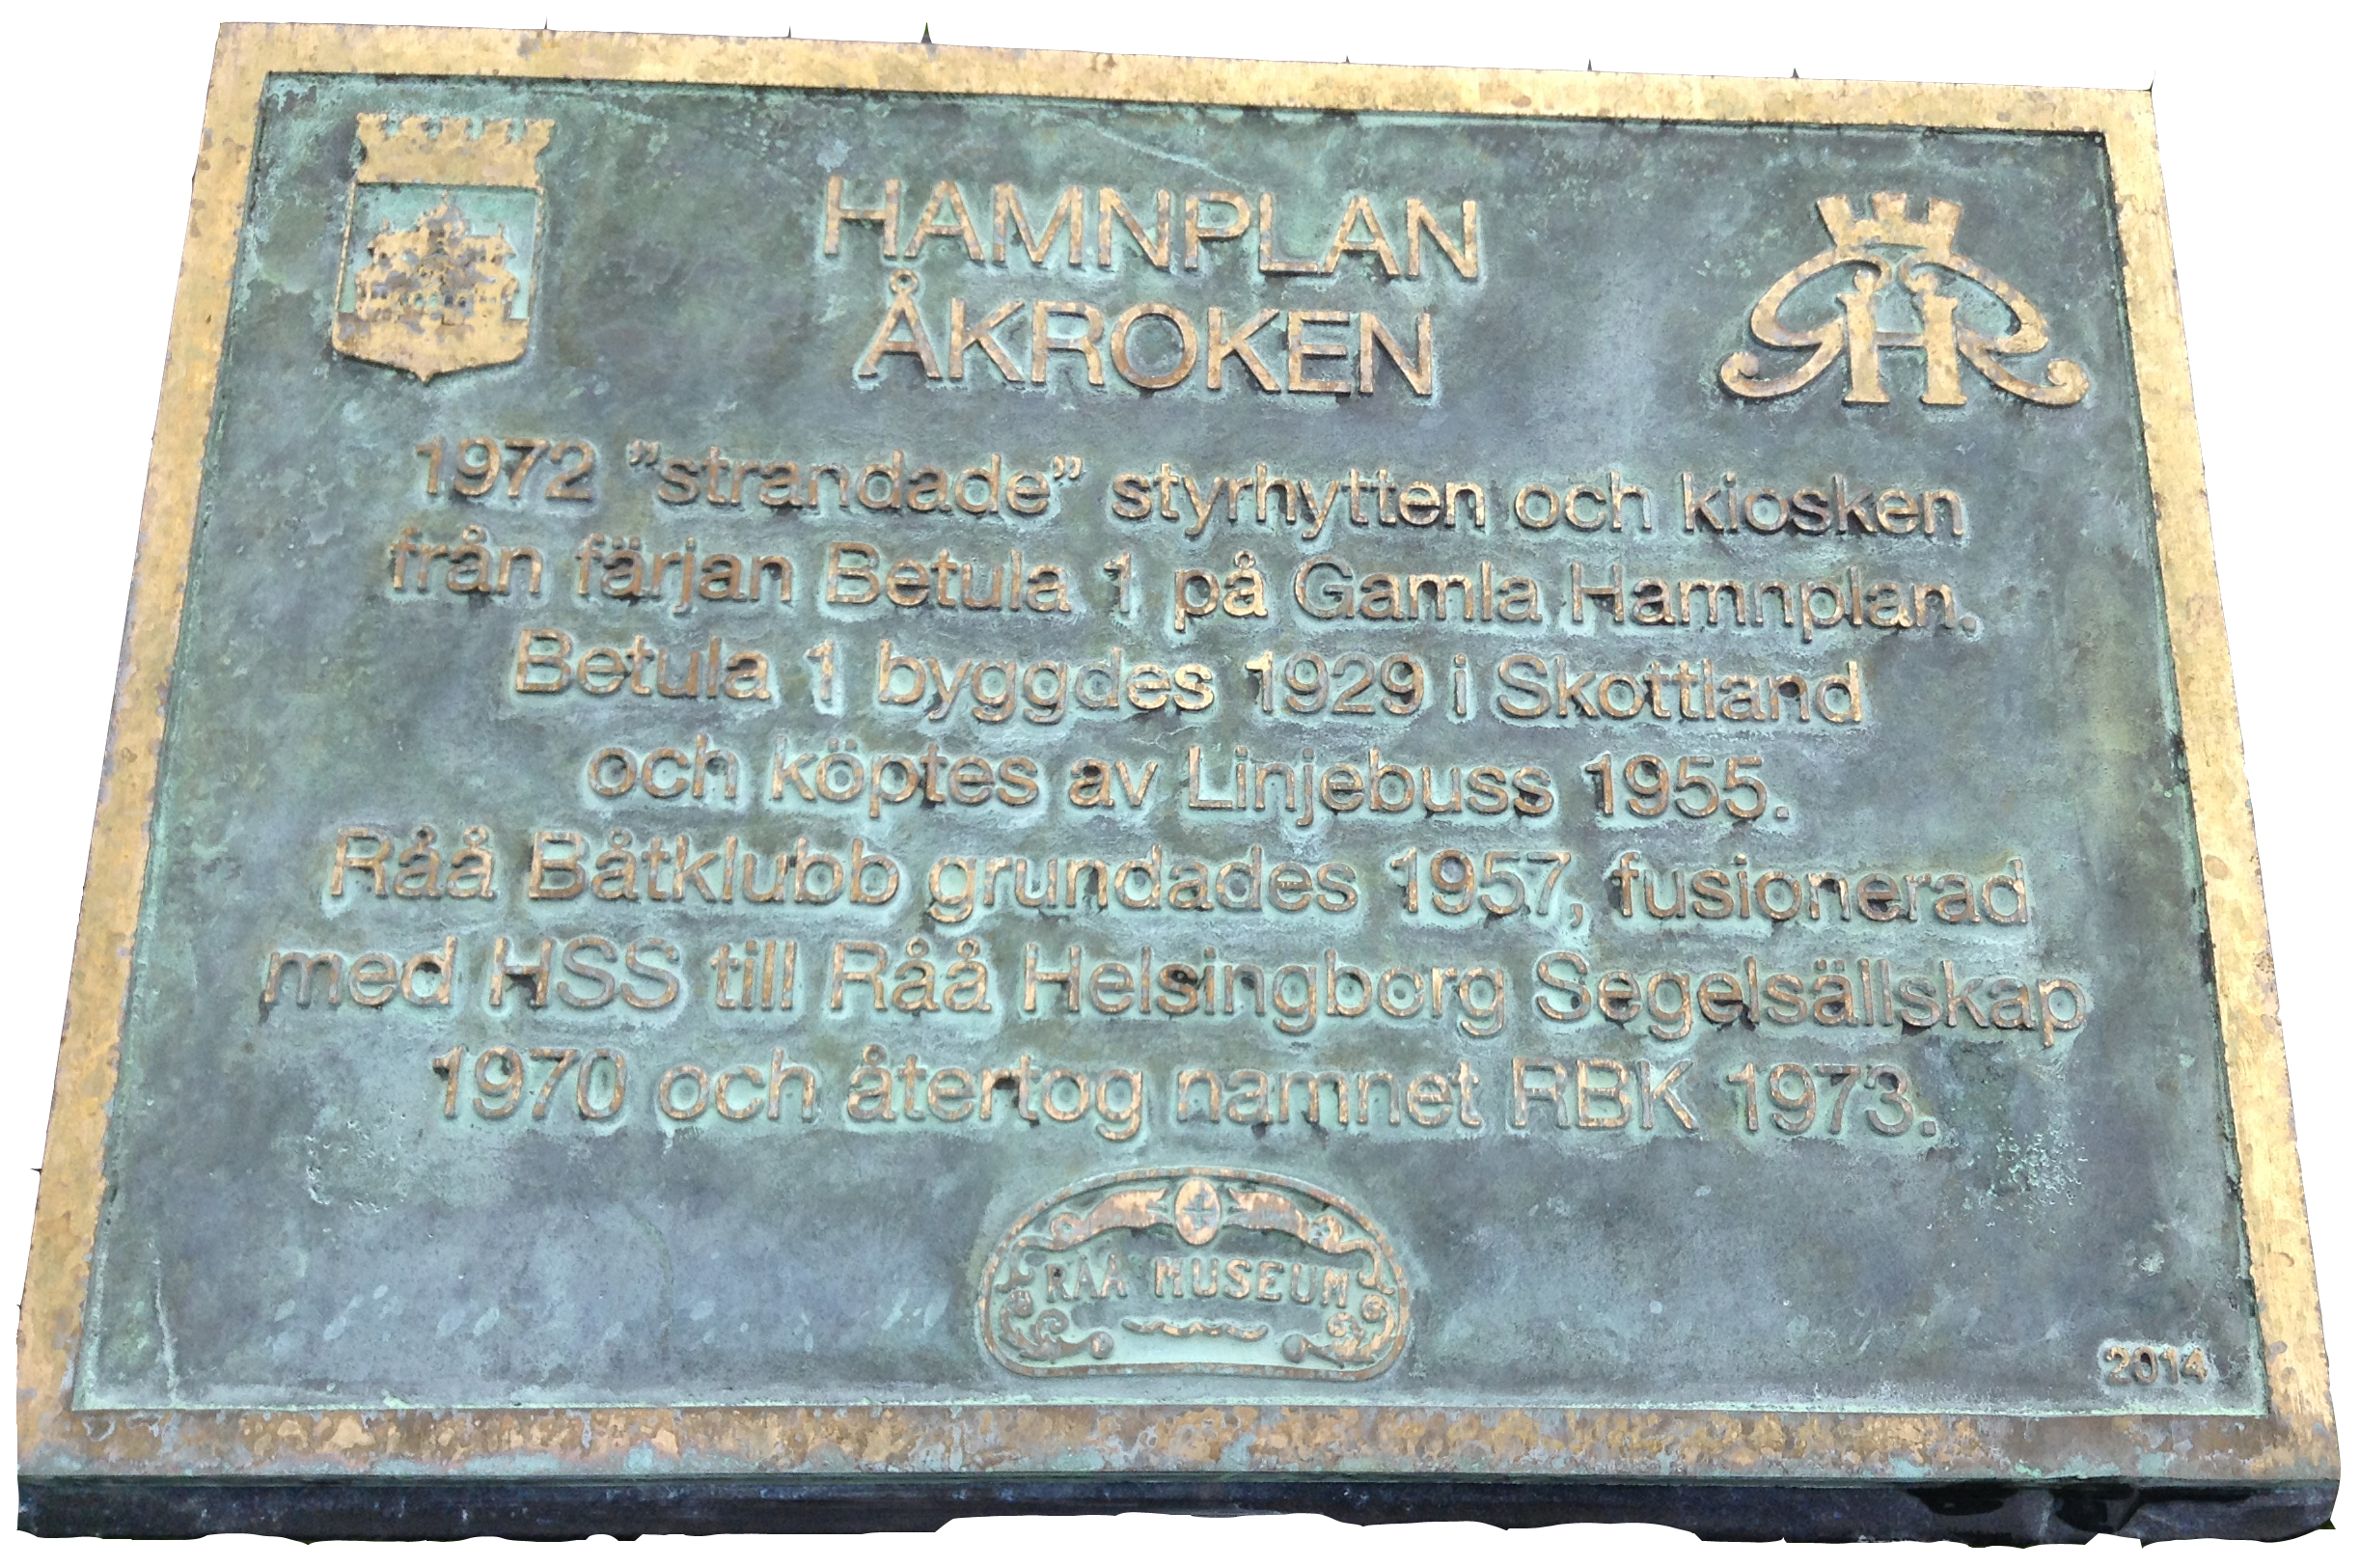 HAMNPLAN
ÅKROKEN
1972 ”strandade” styrhytten och kiosken
från färjan Betula 1 på Gamla Hamnplan.
Betula 1 byggdes 1929 i Skottland
och köptes av Linjebuss 1955.
Råå Båtklubb grundades 1957, fusionerad
med HSS till Råå Helsingborg Segelsällskap
1970 och återtog namnet RBK 1973.
RÅÅ MUSEUM
2014